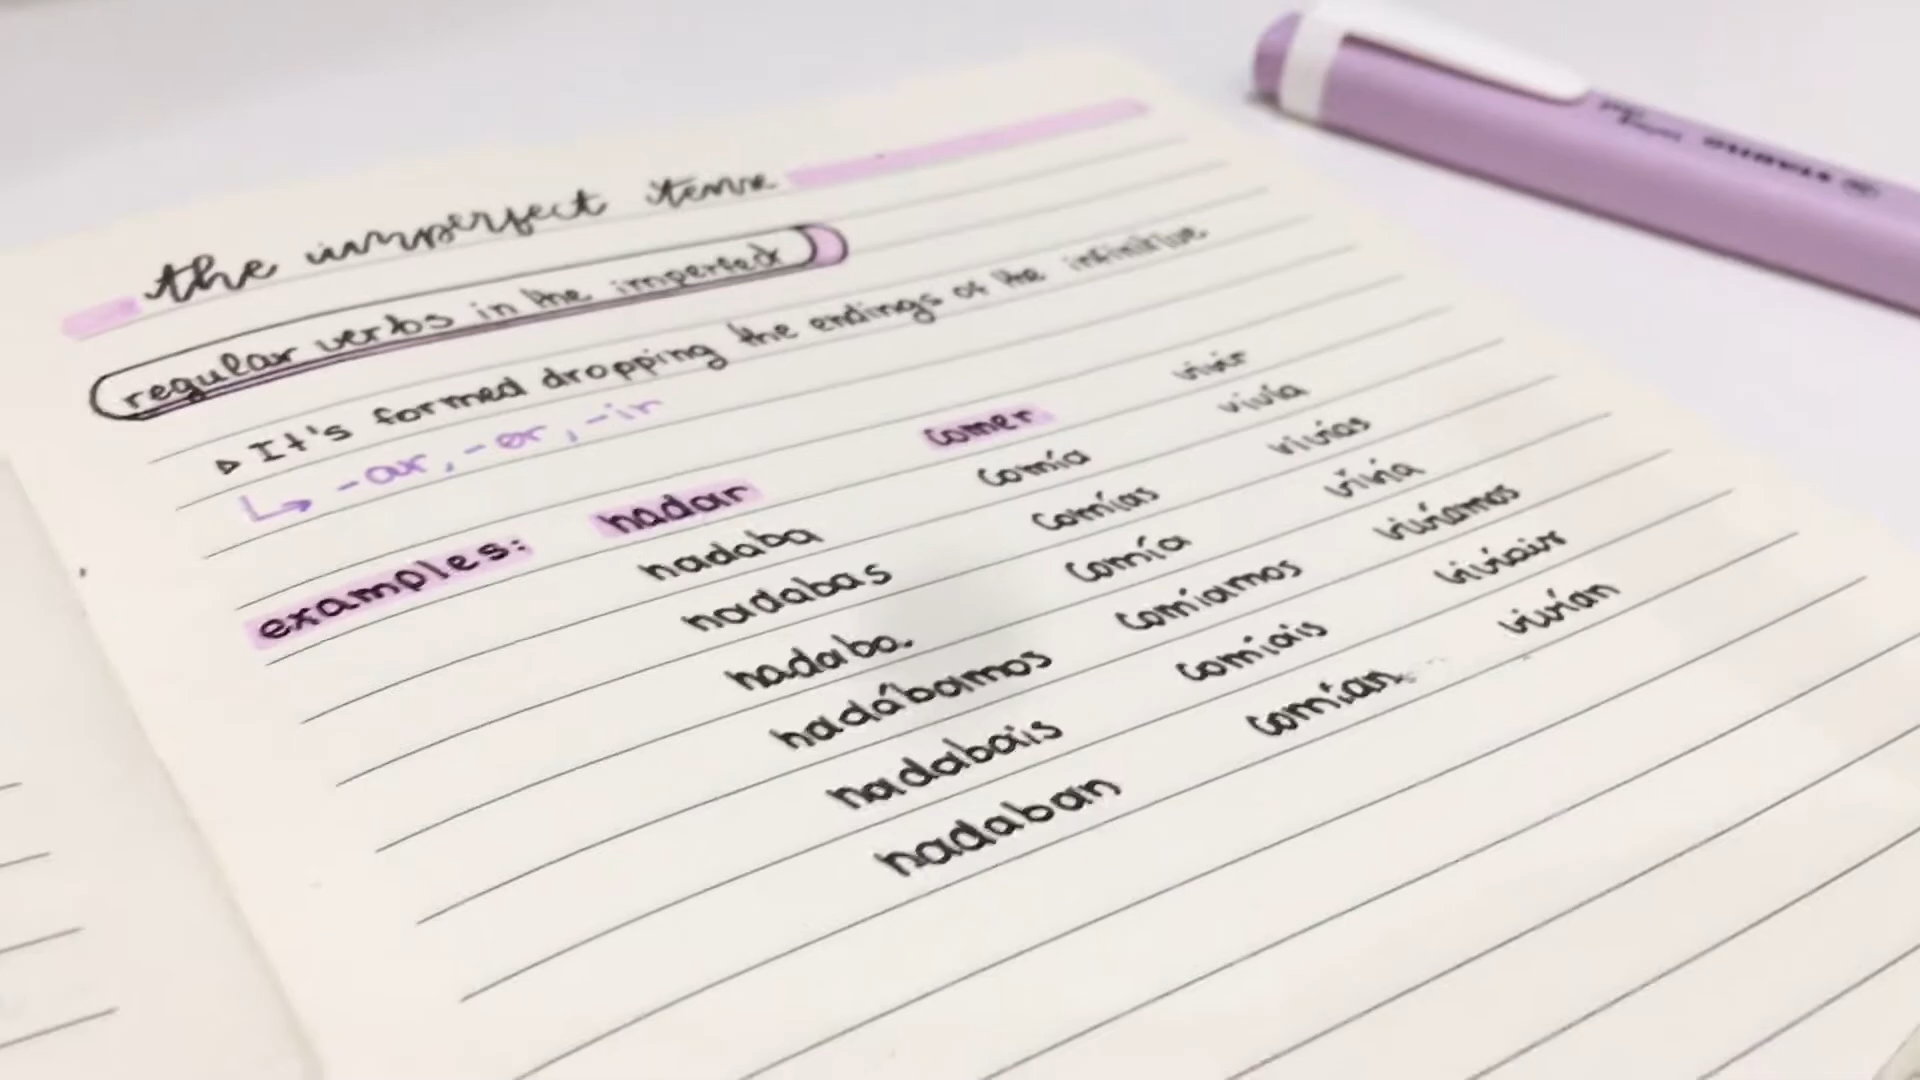 the imperfect tense
regular verbs in the imperfect
▹ It's formed dropping the endings of the infinitive
↳ -ar, -er, -ir
examples: nadar comer vivir
nadaba comía vivía
nadabas comías vivías
nadaba comía vivía
nadábamos comíamos vivíamos
nadabais comíais vivíais
nadaban comían vivían
STABILO